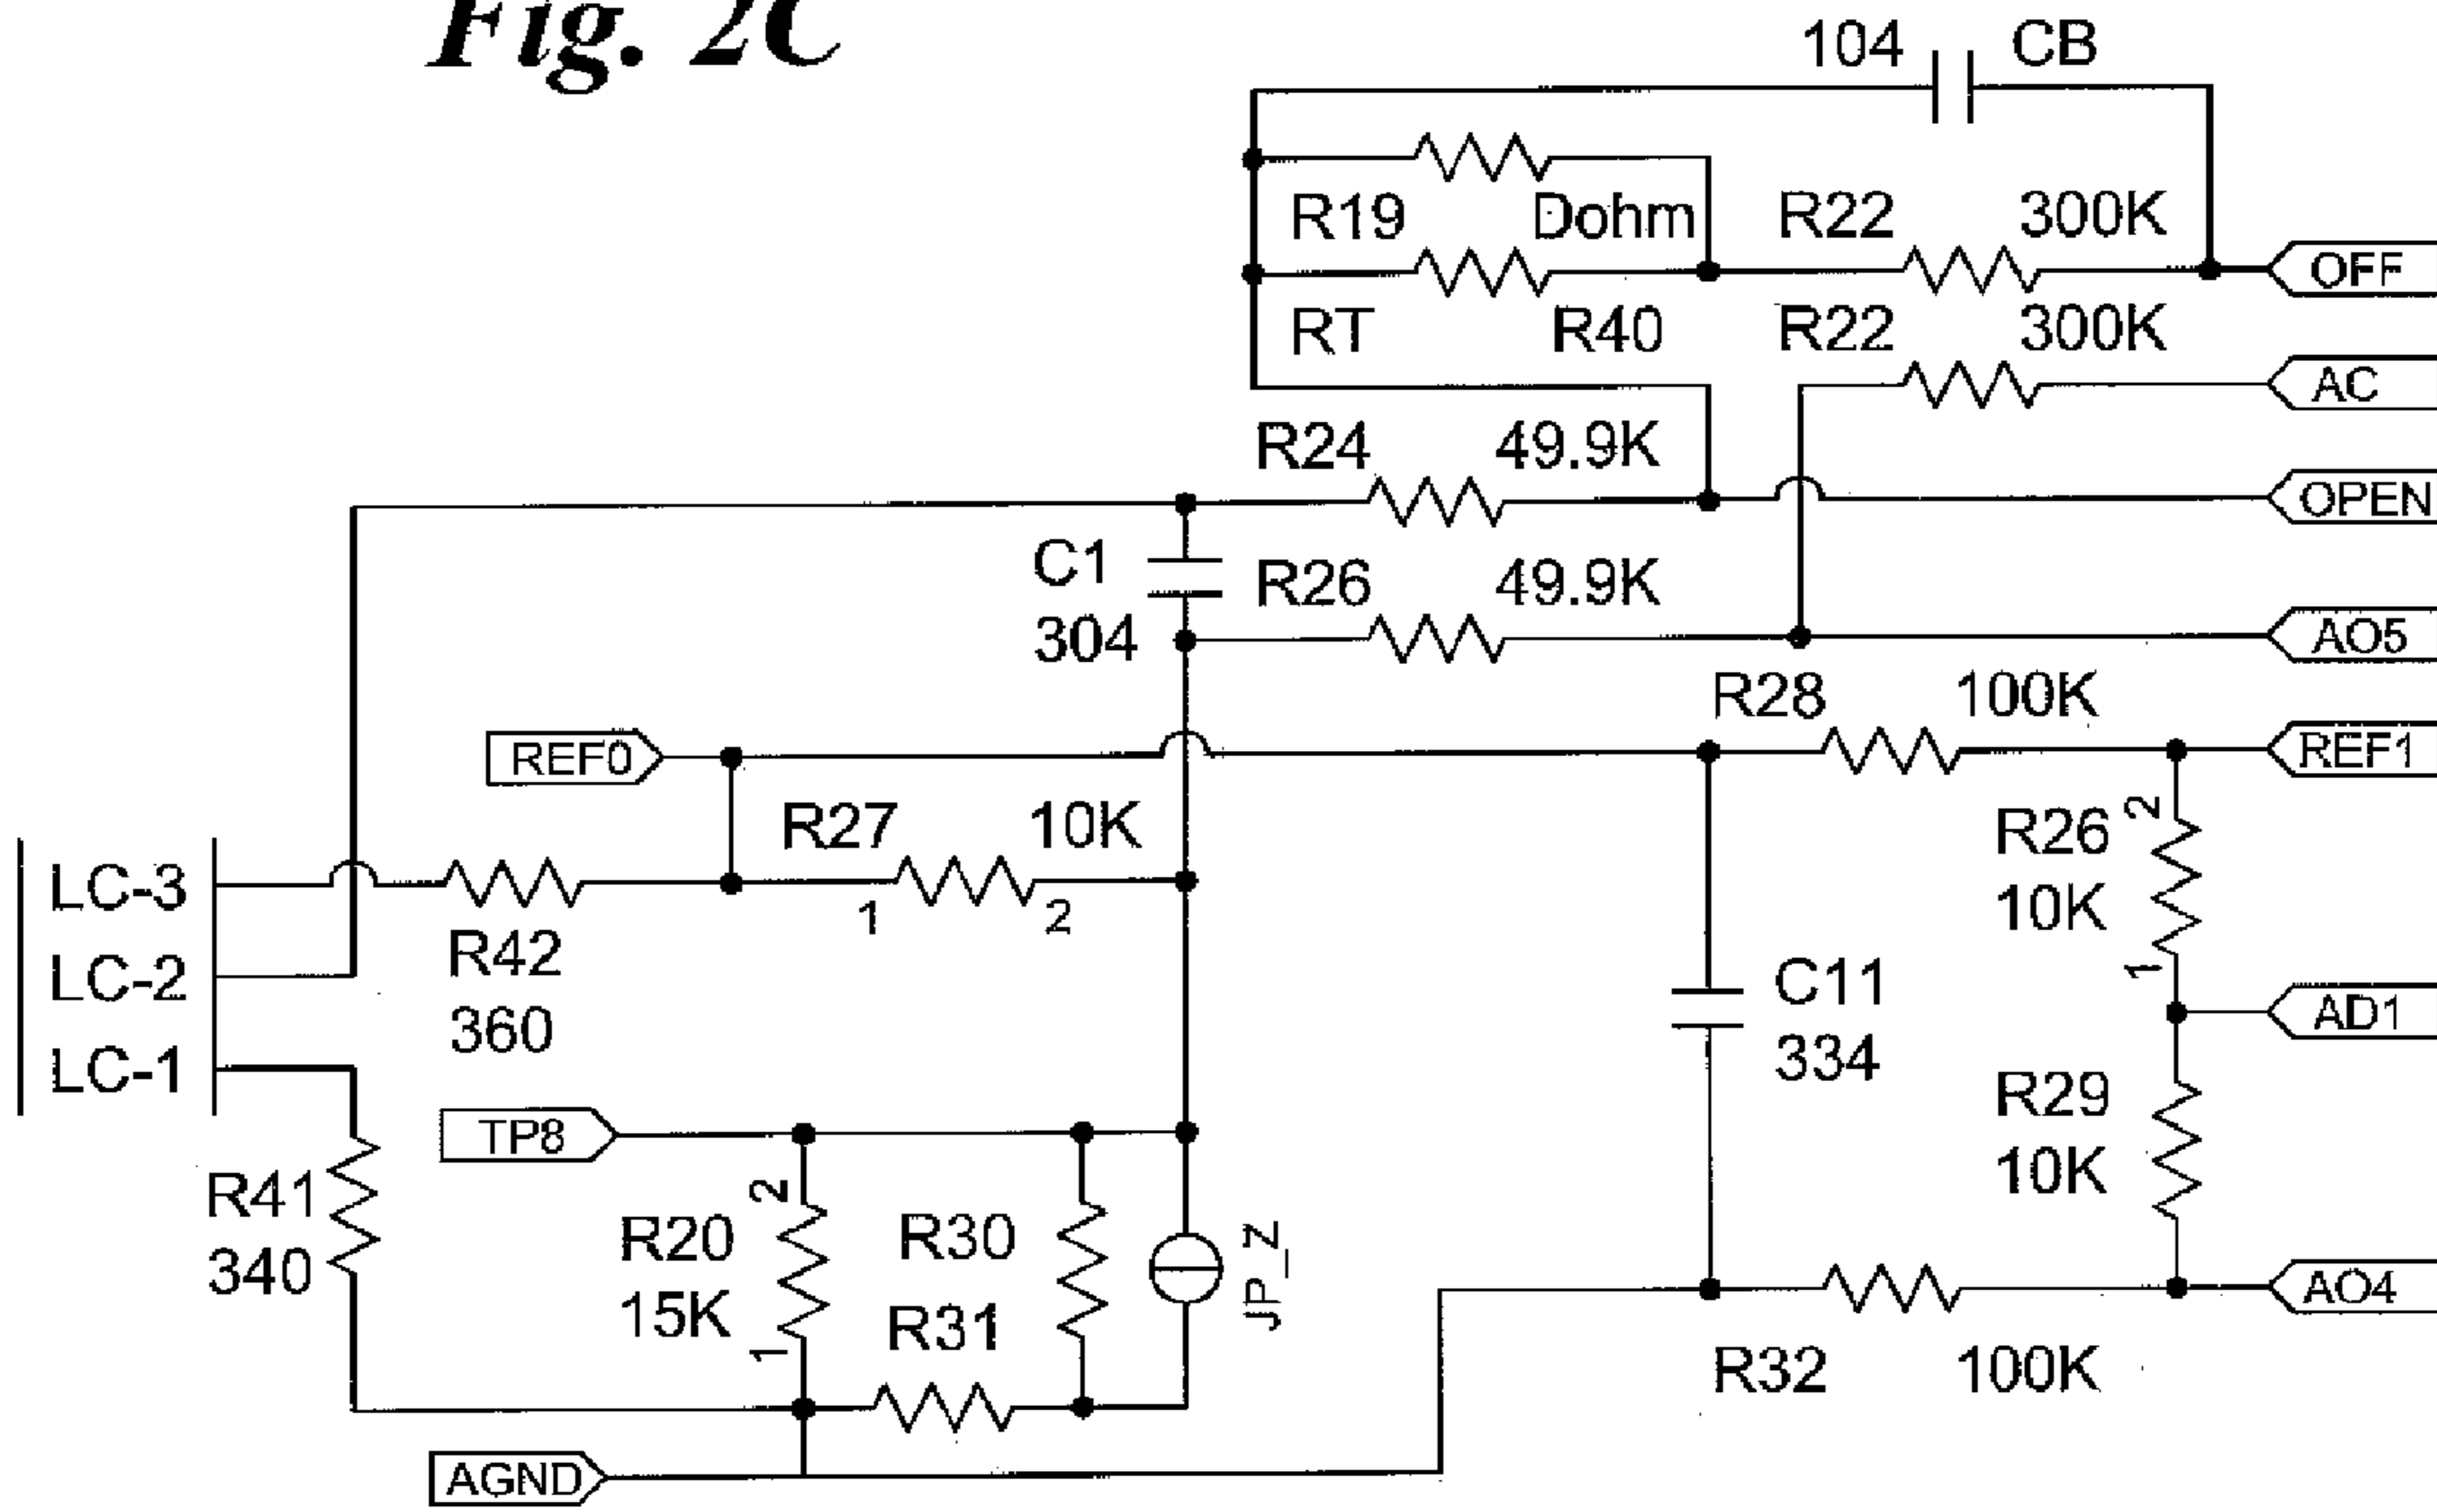 Fig. 2C
104 CB
R19 Dohm R22 300K
OFF
RT R40 R22 300K
AC
R24 49.9K
OPEN
C1
304
R26 49.9K
AO5
R28 100K
REF0
REF1
R27 10K
1 2
R26
10K
2
1
LC-3
LC-2
LC-1
R42
360
C11
334
AD1
TP8
R41
340
R20
15K
2
1
R30
R31
JP_Z
R29
10K
AO4
R32 100K
AGND